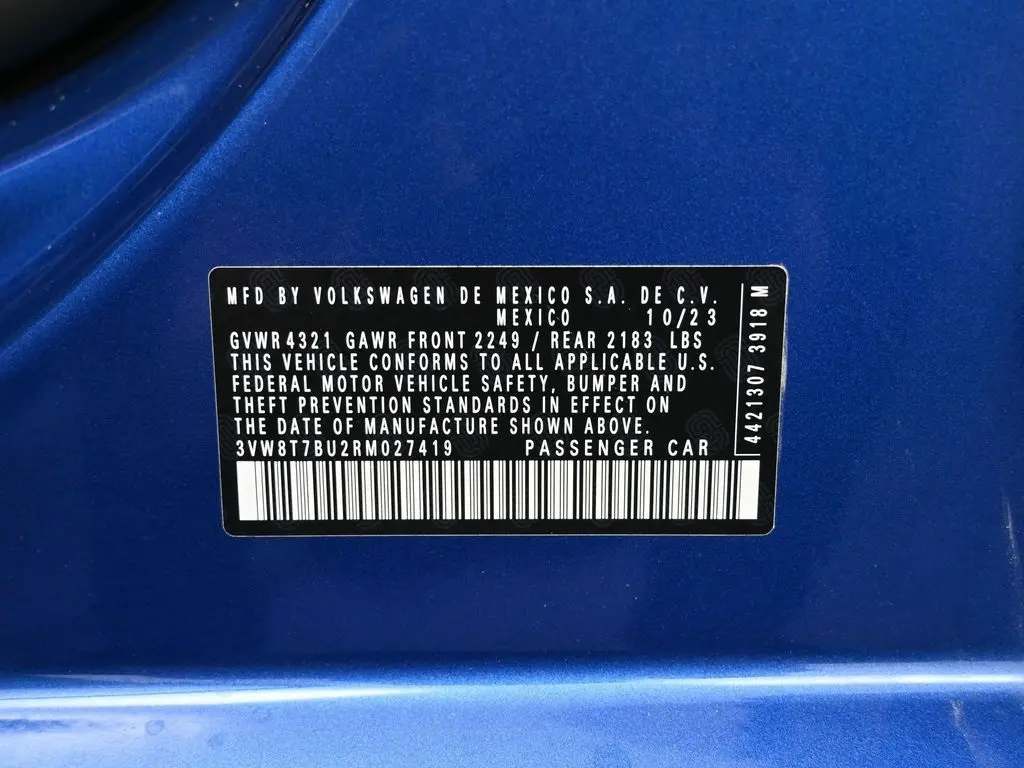 MFD BY VOLKSWAGEN DE MEXICO S.A. DE C.V.
MEXICO 10/23
GVWR 4321 GAWR FRONT 2249 / REAR 2183 LBS
THIS VEHICLE CONFORMS TO ALL APPLICABLE U.S.
FEDERAL MOTOR VEHICLE SAFETY, BUMPER AND
THEFT PREVENTION STANDARDS IN EFFECT ON
THE DATE OF MANUFACTURE SHOWN ABOVE.
3VW8T7BU2RM027419 PASSENGER CAR
4421307 3918 M